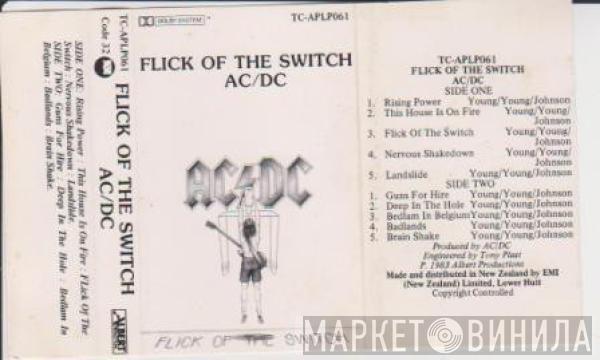 TC-APLP061
Code 32
FLICK OF THE SWITCH
AC/DC
ALBERT
SIDE ONE: Rising Power : This House Is On Fire : FLick Of The
Switch : Nervous Shakedown : Landslide.
SIDE TWO: Guns For Hire : Deep In The Hole : Bedlam In
Belgium : Badlands : Brain Shake.
DOLBY SYSTEM
TC-APLP061
FLICK OF THE SWITCH
AC/DC
AC/DC
FLICK OF THE SWITCH
TC-APLP061
FLICK OF THE SWITCH
AC/DC
SIDE ONE
1. Rising Power Young/Young/Johnson
2. This House Is On Fire Young/Young/
Johnson
3. Flick Of The Switch Young/Young/
Johnson
4. Nervous Shakedown Young/Young/
Johnson
5. Landslide Young/Young/Johnson
SIDE TWO
1. Guns For Hire Young/Young/Johnson
2. Deep In The Hole Young/Young/Johnson
3. Bedlam In Belgium Young/Young/Johnson
4. Badlands Young/Young/Johnson
5. Brain Shake Young/Young/Johnson
Produced by AC/DC
Engineered by Tony Platt
P. 1983 Albert Productions
Made and distributed in New Zealand by EMI
(New Zealand) Limited, Lower Hutt
Copyright Controlled
МАРКЕТ ВИНИЛА